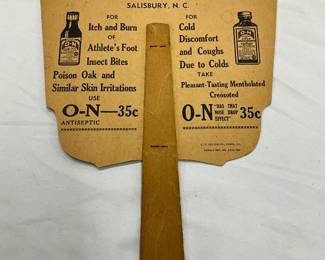 SALISBURY, N. C.
FOR
Itch and Burn
OF
Athlete's Foot
Insect Bites
Poison Oak and
Similar Skin Irritations
USE
O-N—35c
ANTISEPTIC
FOR
Cold
Discomfort
and Coughs
Due to Colds
TAKE
Pleasant-Tasting Mentholated
Creosoted
O-N "HAS THAT NOSE DROP EFFECT" 35c